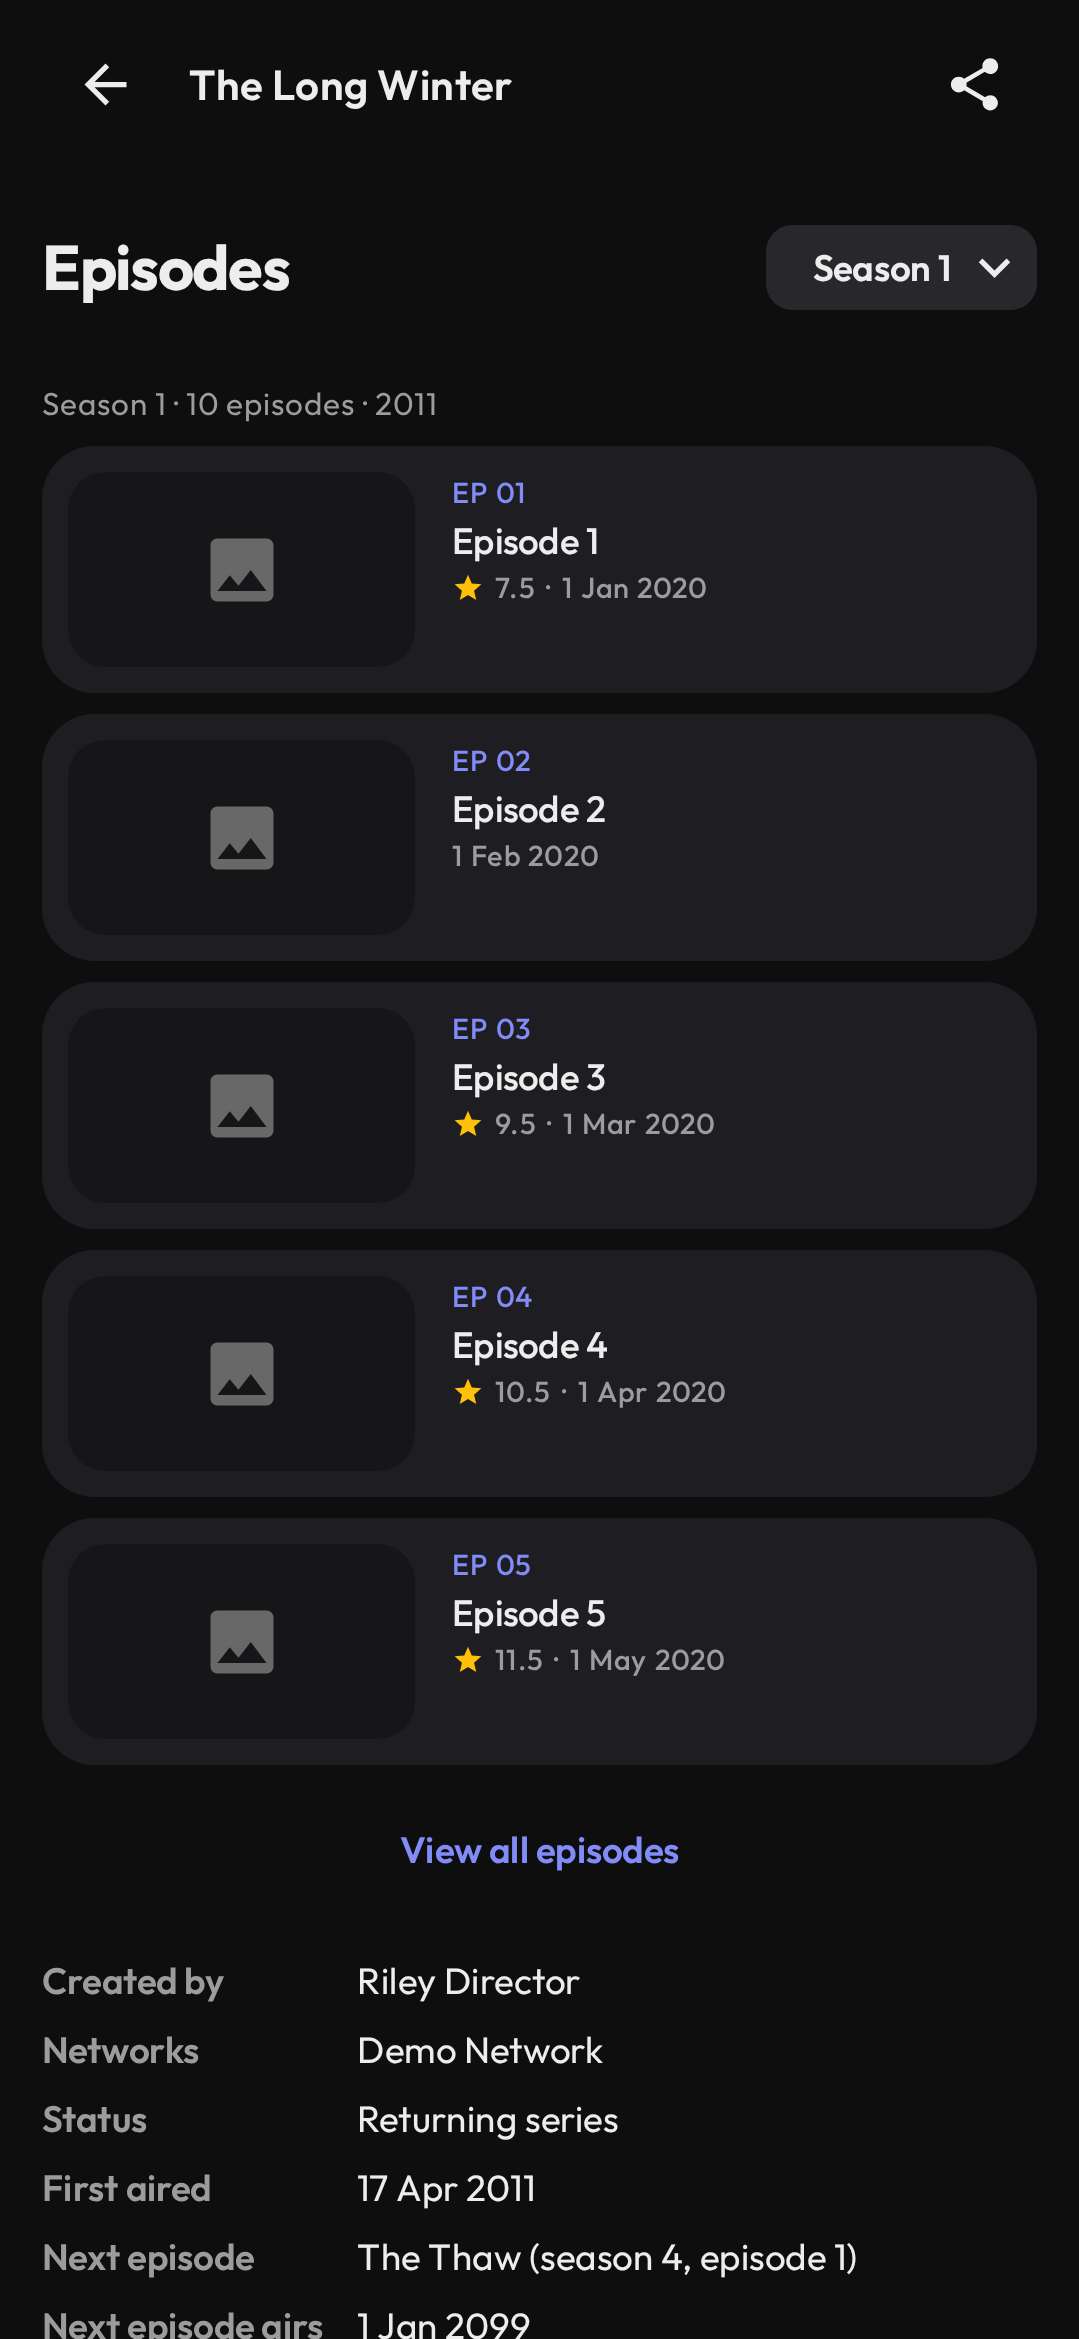 The Long Winter
Episodes
Season 1
Season 1 · 10 episodes · 2011
EP 01
Episode 1
7.5 · 1 Jan 2020
EP 02
Episode 2
1 Feb 2020
EP 03
Episode 3
9.5 · 1 Mar 2020
EP 04
Episode 4
10.5 · 1 Apr 2020
EP 05
Episode 5
11.5 · 1 May 2020
View all episodes
Created by Riley Director
Networks Demo Network
Status Returning series
First aired 17 Apr 2011
Next episode The Thaw (season 4, episode 1)
Next episode airs 1 Jan 2099